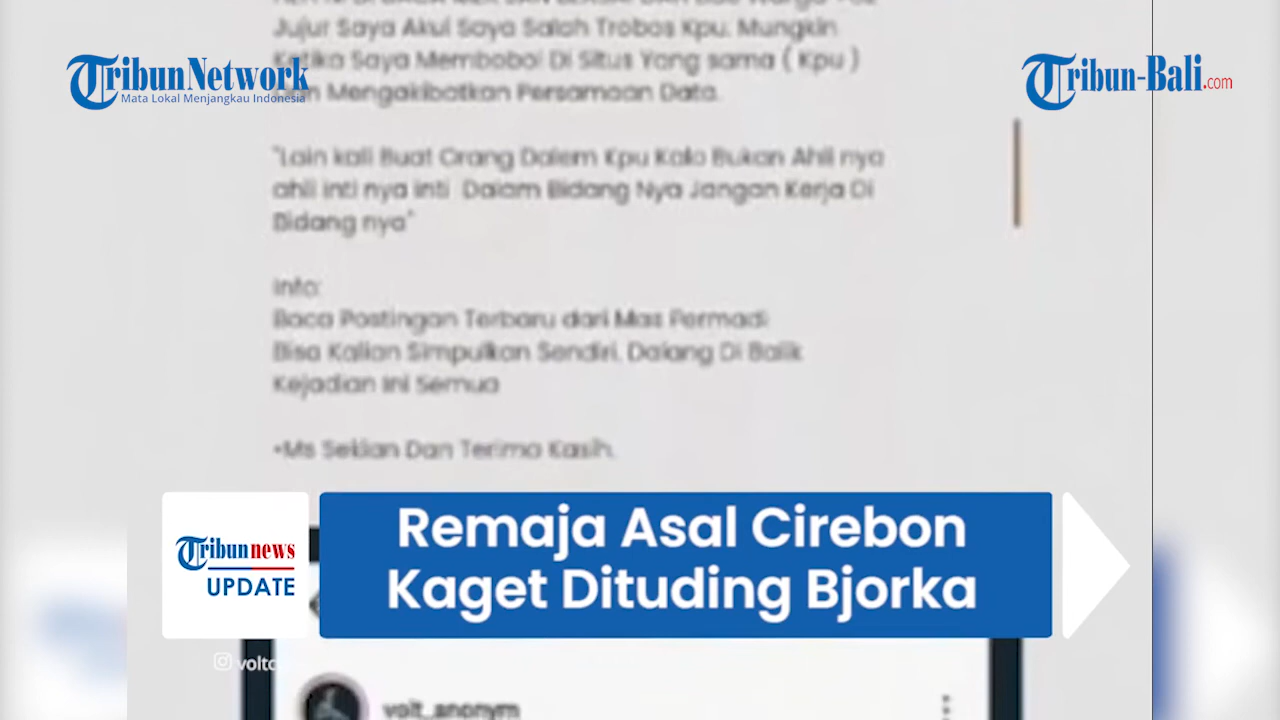 Jujur Saya Akui Saya Salah Trobos Kpu. Mungkin
Ketika Saya Membobol Di Situs Yang sama ( Kpu )
Mengakibatkan Persamaan Data.
TribunNetwork
Mata Lokal Menjangkau Indonesia
Tribun-Bali.com
"Lain kali Buat Orang Dalem Kpu Kalo Bukan Ahli nya
ahli inti nya inti Dalam Bidang Nya Jangan Kerja Di
Bidang nya"
Info:
Baca Postingan Terbaru dari Mas Permadi
Bisa Kalian Simpulkan Sendiri. Dalang Di Balik
Kejadian Ini Semua
•Ms Sekian Dan Terima Kasih.
Tribunnews
UPDATE
Remaja Asal Cirebon
Kaget Dituding Bjorka
volt_anonym